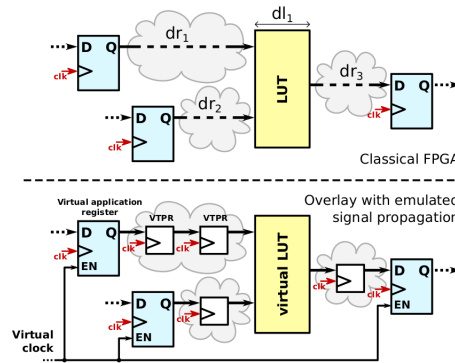 dr1
dl1
D Q
clk
LUT
dr2
dr3
D Q
clk
D Q
clk
Classical FPGA
Virtual application
register
VTPR
VTPR
Overlay with emulated
signal propagation
D Q
clk
EN
clk
clk
virtual LUT
clk
D Q
clk
EN
D Q
clk
EN
clk
Virtual
clock